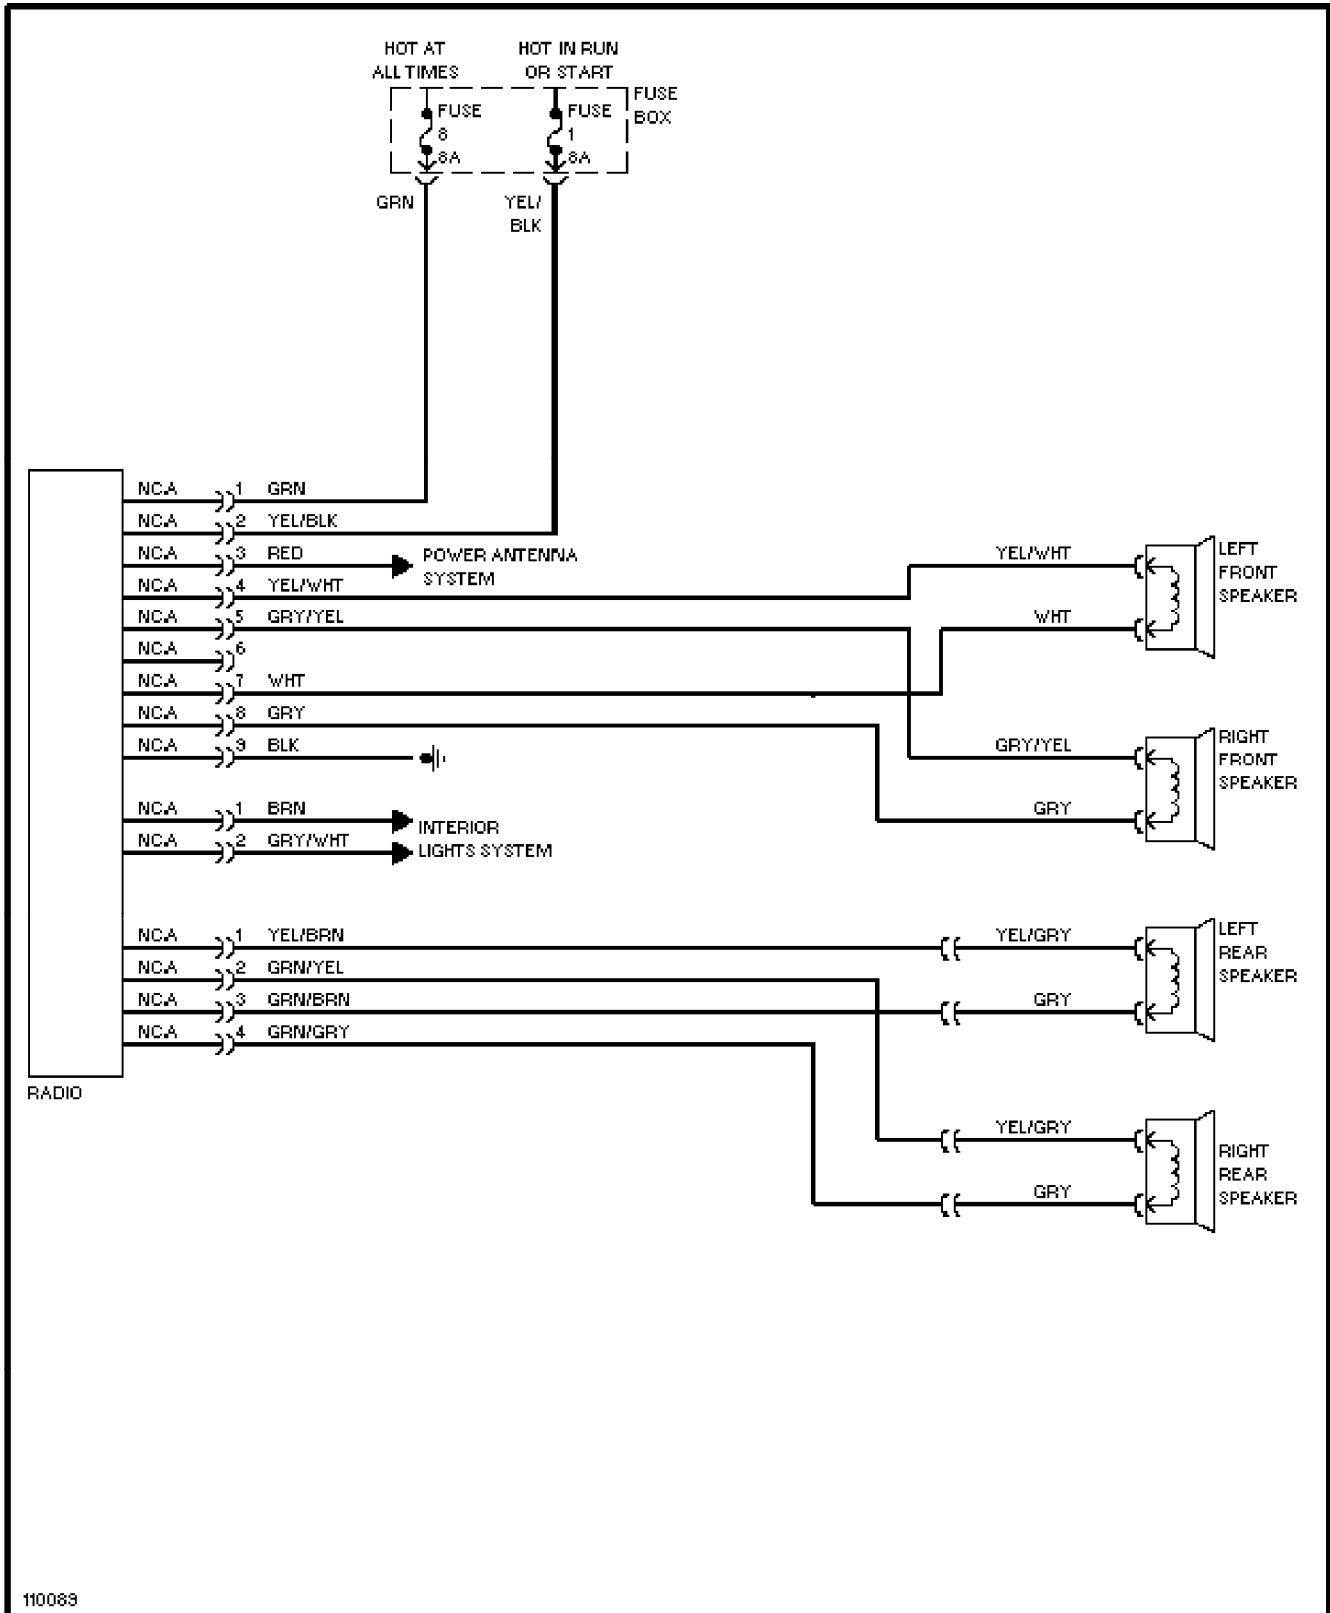 HOT AT
ALL TIMES
HOT IN RUN
OR START
FUSE
8
8A
FUSE
1
8A
FUSE
BOX
GRN
YEL/
BLK
NCA 1 GRN
NCA 2 YEL/BLK
NCA 3 RED
POWER ANTENNA
SYSTEM
NCA 4 YEL/WHT
NCA 5 GRY/YEL
NCA 6
NCA 7 WHT
NCA 8 GRY
NCA 9 BLK
NCA 1 BRN
NCA 2 GRY/WHT
INTERIOR
LIGHTS SYSTEM
NCA 1 YEL/BRN
NCA 2 GRN/YEL
NCA 3 GRN/BRN
NCA 4 GRN/GRY
RADIO
YEL/WHT
WHT
LEFT
FRONT
SPEAKER
GRY/YEL
GRY
RIGHT
FRONT
SPEAKER
YEL/GRY
GRY
LEFT
REAR
SPEAKER
YEL/GRY
GRY
RIGHT
REAR
SPEAKER
110089